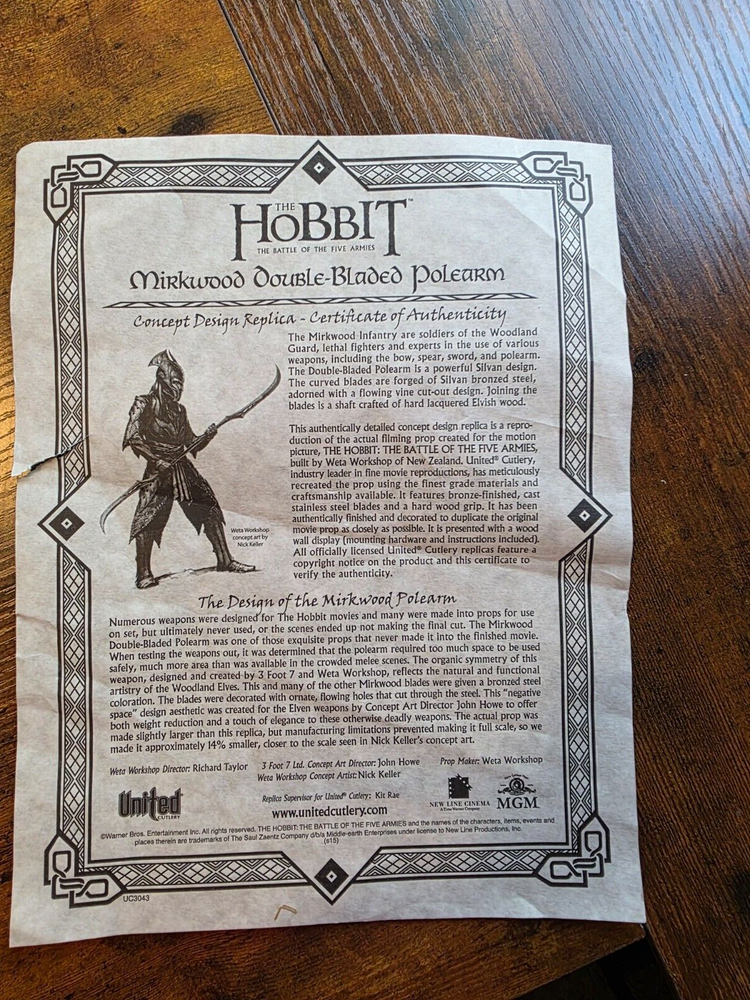 THE
HOBBIT™
THE BATTLE OF THE FIVE ARMIES
Mirkwood Double-Bladed Polearm
Concept Design Replica - Certificate of Authenticity
The Mirkwood Infantry are soldiers of the Woodland
Guard, lethal fighters and experts in the use of various
weapons, including the bow, spear, sword, and polearm.
The Double-Bladed Polearm is a powerful Silvan design.
The curved blades are forged of Silvan bronzed steel,
adorned with a flowing vine cut-out design. Joining the
blades is a shaft crafted of hard lacquered Elvish wood.
This authentically detailed concept design replica is a repro-
duction of the actual filming prop created for the motion
picture, THE HOBBIT: THE BATTLE OF THE FIVE ARMIES,
built by Weta Workshop of New Zealand. United® Cutlery,
industry leader in fine movie reproductions, has meticulously
recreated the prop using the finest grade materials and
craftsmanship available. It features bronze-finished, cast
stainless steel blades and a hard wood grip. It has been
authentically finished and decorated to duplicate the original
movie prop as closely as possible. It is presented with a wood
wall display (mounting hardware and instructions included).
All officially licensed United® Cutlery replicas feature a
copyright notice on the product and this certificate to
verify the authenticity.
Weta Workshop
concept art by
Nick Keller
The Design of the Mirkwood Polearm
Numerous weapons were designed for The Hobbit movies and many were made into props for use
on set, but ultimately never used, or the scenes ended up not making the final cut. The Mirkwood
Double-Bladed Polearm was one of those exquisite props that never made it into the finished movie.
When testing the weapons out, it was determined that the polearm required too much space to be used
safely, much more area than was available in the crowded melee scenes. The organic symmetry of this
weapon, designed and created by 3 Foot 7 and Weta Workshop, reflects the natural and functional
artistry of the Woodland Elves. This and many of the other Mirkwood blades were given a bronzed steel
coloration. The blades were decorated with ornate, flowing holes that cut through the steel. This "negative
space" design aesthetic was created for the Elven weapons by Concept Art Director John Howe to offer
both weight reduction and a touch of elegance to these otherwise deadly weapons. The actual prop was
made slightly larger than this replica, but manufacturing limitations prevented making it full scale, so we
made it approximately 14% smaller, closer to the scale seen in Nick Keller's concept art.
Weta Workshop Director: Richard Taylor 3 Foot 7 Ltd. Concept Art Director: John Howe Prop Maker: Weta Workshop
Weta Workshop Concept Artist: Nick Keller
Replica Supervisor for United® Cutlery: Kit Rae
United
CUTLERY
www.unitedcutlery.com
NEW LINE CINEMA
A Time Warner Company
MGM
©Warner Bros. Entertainment Inc. All rights reserved. THE HOBBIT: THE BATTLE OF THE FIVE ARMIES and the names of the characters, items, events and
places therein are trademarks of The Saul Zaentz Company d/b/a Middle-earth Enterprises under license to New Line Productions, Inc.
(s15)
UC3043